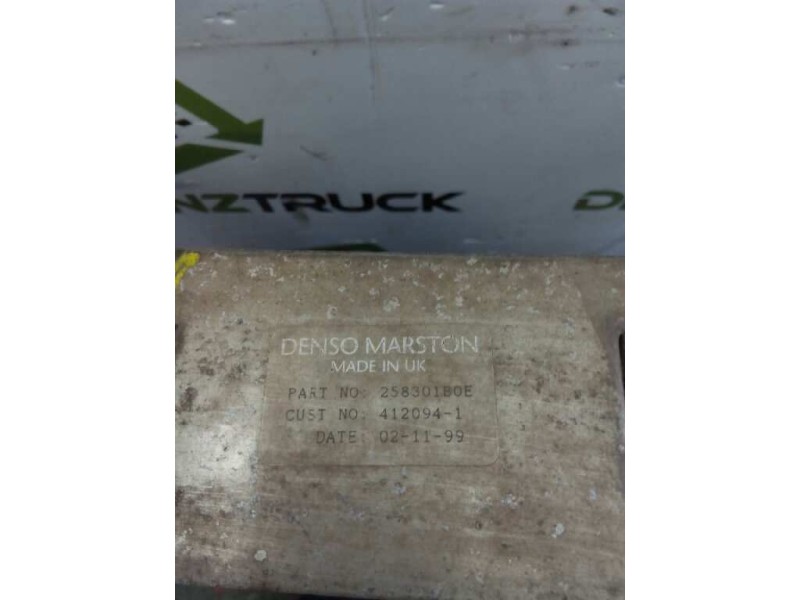 NZTRUCK
DENSO MARSTON
MADE IN UK
PART NO: 258301B0E
CUST NO: 412094-1
DATE: 02-11-99